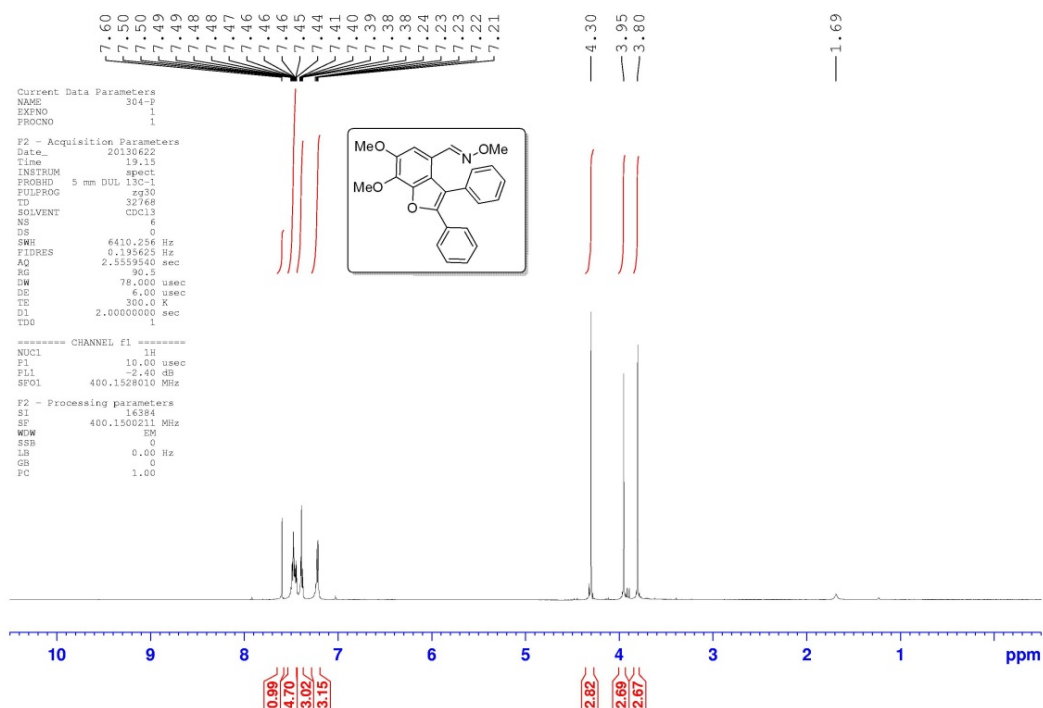 7.60 7.50 7.50 7.49 7.49 7.48 7.48 7.47 7.46 7.46 7.46 7.45 7.44 7.41 7.40 7.39 7.38 7.38 7.24 7.23 7.23 7.22 7.21 4.30 3.95 3.80 1.69
Current Data Parameters
NAME 304-P
EXPNO 1
PROCNO 1
F2 - Acquisition Parameters
Date_ 20130622
Time 19.15
INSTRUM spect
PROBHD 5 mm DUL 13C-1
PULPROG zg30
TD 32768
SOLVENT CDCl3
NS 6
DS 0
SWH 6410.256 Hz
FIDRES 0.195625 Hz
AQ 2.5559540 sec
RG 90.5
DW 78.000 usec
DE 6.00 usec
TE 300.0 K
D1 2.00000000 sec
TD0 1
======== CHANNEL f1 ========
NUC1 1H
P1 10.00 usec
PL1 -2.40 dB
SFO1 400.1528010 MHz
F2 - Processing parameters
SI 16384
SF 400.1500211 MHz
WDW EM
SSB 0
LB 0.00 Hz
GB 0
PC 1.00
MeO N OMe
MeO
O
10 9 8 7 6 5 4 3 2 1 ppm
0.99 4.70 3.02 3.15 2.82 2.69 2.67